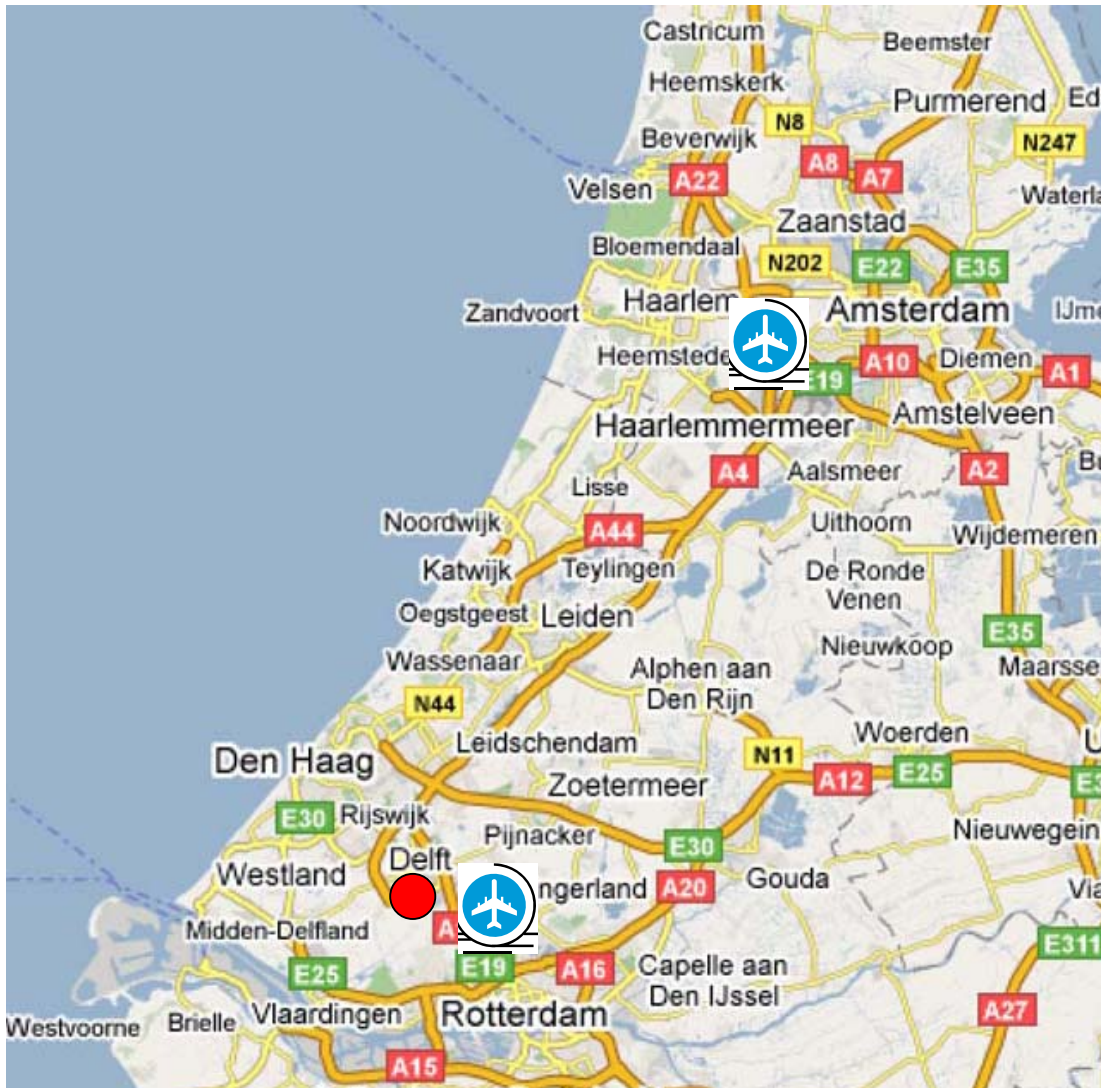 Castricum
Beemster
Heemskerk
Purmerend
Ed
N8
N247
Beverwijk
A8
A7
A22
Velsen
Waterla
Zaanstad
Bloemendaal
N202
E22
E35
Haarlem
Zandvoort
Amsterdam
IJme
Heemstede
A10
Diemen
A1
E19
Haarlemmermeer
Amstelveen
A4
Aalsmeer
A2
Bu
Lisse
Noordwijk
A44
Uithoorn
Wijdemeren
Katwijk
Teylingen
De Ronde
Venen
Oegstgeest
Leiden
E35
Nieuwkoop
Wassenaar
Alphen aan
Den Rijn
Maarsse
N44
Leidschendam
Woerden
U
Den Haag
N11
Zoetermeer
A12
E25
E3
E30
Rijswijk
Pijnacker
E30
Nieuwegein
Delft
Westland
ngerland
A20
Gouda
Via
Midden-Delfland
A
E311
E25
E19
A16
Capelle aan
Den IJssel
Westvoorne
Brielle
Vlaardingen
Rotterdam
A27
A15